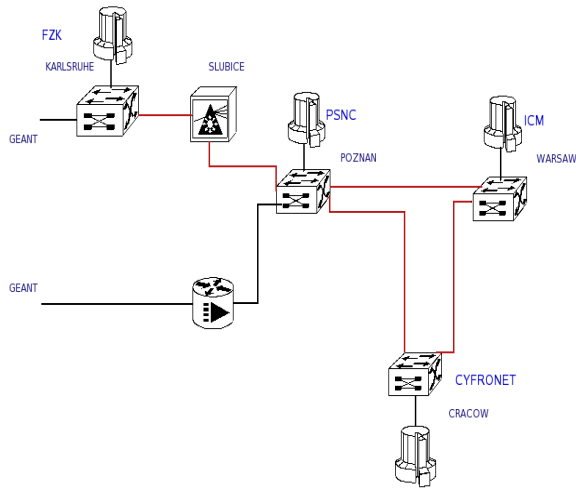 FZK
KARLSRUHE
SLUBICE
GEANT
PSNC
POZNAN
ICM
WARSAW
GEANT
CYFRONET
CRACOW